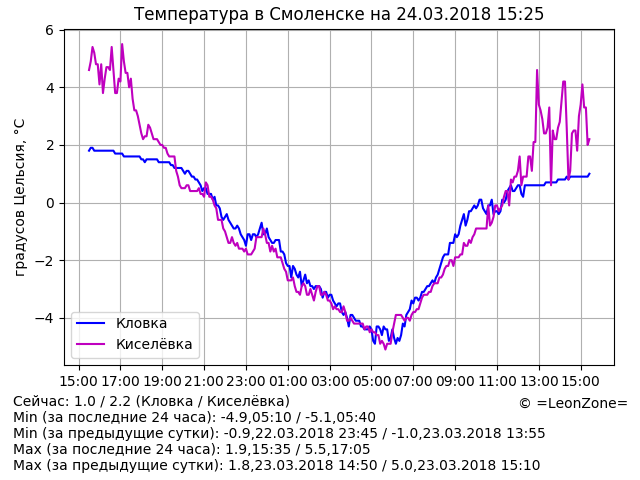 Температура в Смоленске на 24.03.2018 15:25
градусов Цельсия, °C
6
4
2
0
−2
−4
Кловка
Киселёвка
15:00 17:00 19:00 21:00 23:00 01:00 03:00 05:00 07:00 09:00 11:00 13:00 15:00
Сейчас: 1.0 / 2.2 (Кловка / Киселёвка)
© =LeonZone=
Min (за последние 24 часа): -4.9,05:10 / -5.1,05:40
Min (за предыдущие сутки): -0.9,22.03.2018 23:45 / -1.0,23.03.2018 13:55
Max (за последние 24 часа): 1.9,15:35 / 5.5,17:05
Max (за предыдущие сутки): 1.8,23.03.2018 14:50 / 5.0,23.03.2018 15:10